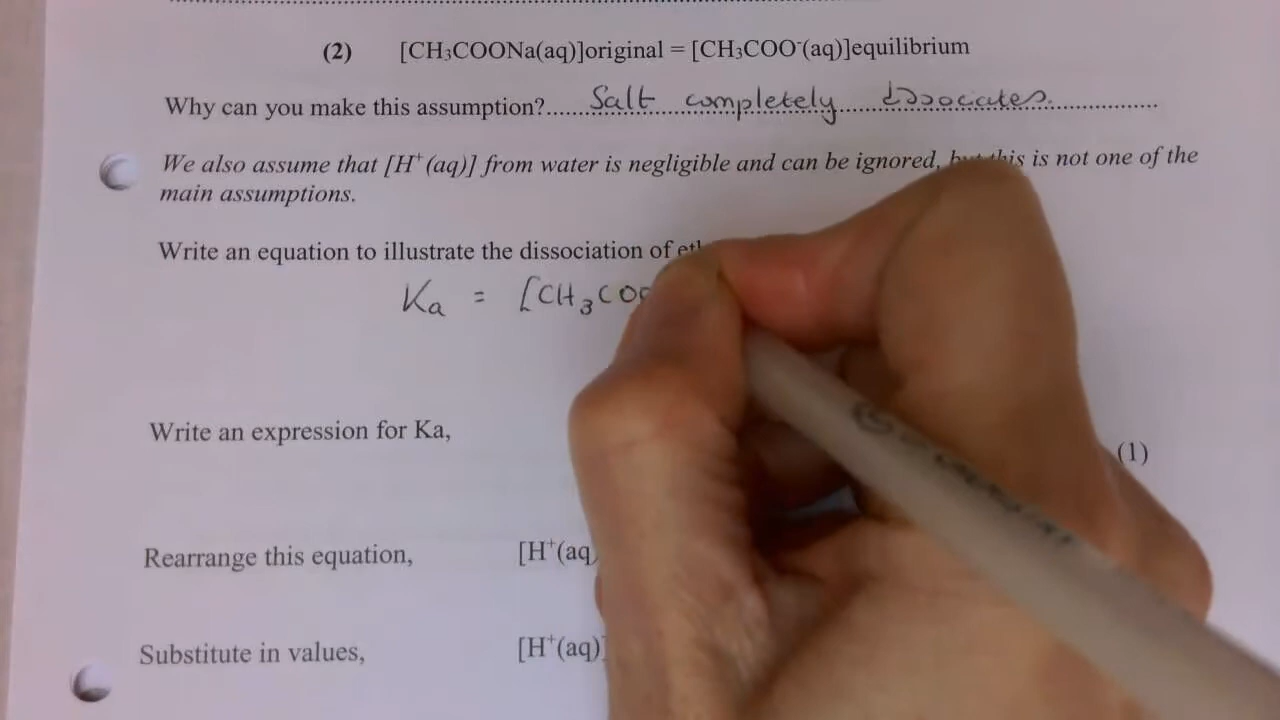 (2) [CH₃COONa(aq)]original = [CH₃COO⁻(aq)]equilibrium
Why can you make this assumption?.....Salt completely dissociates.
We also assume that [H⁺(aq)] from water is negligible and can be ignored, but this is not one of the
main assumptions.
Write an equation to illustrate the dissociation of
Ka = [CH₃COO
Write an expression for Ka,
(1)
Rearrange this equation, [H⁺(aq)
Substitute in values, [H⁺(aq)]